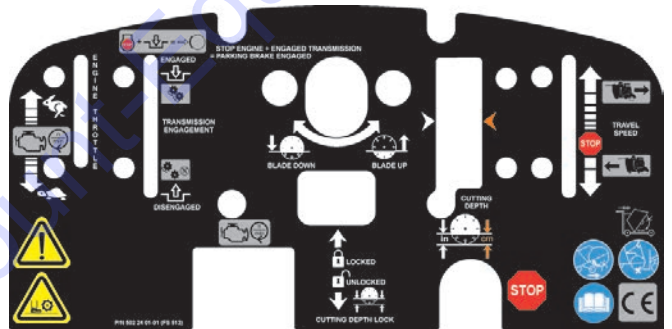 STOP ENGINE + ENGAGED TRANSMISSION
= PARKING BRAKE ENGAGED
ENGINE THROTTLE
ENGAGED
TRANSMISSION
ENGAGEMENT
DISENGAGED
BLADE DOWN
BLADE UP
TRAVEL
SPEED
STOP
CUTTING
DEPTH
in
cm
LOCKED
UNLOCKED
CUTTING DEPTH LOCK
STOP
CE
P/N 502 24 01-01 (FS 513)